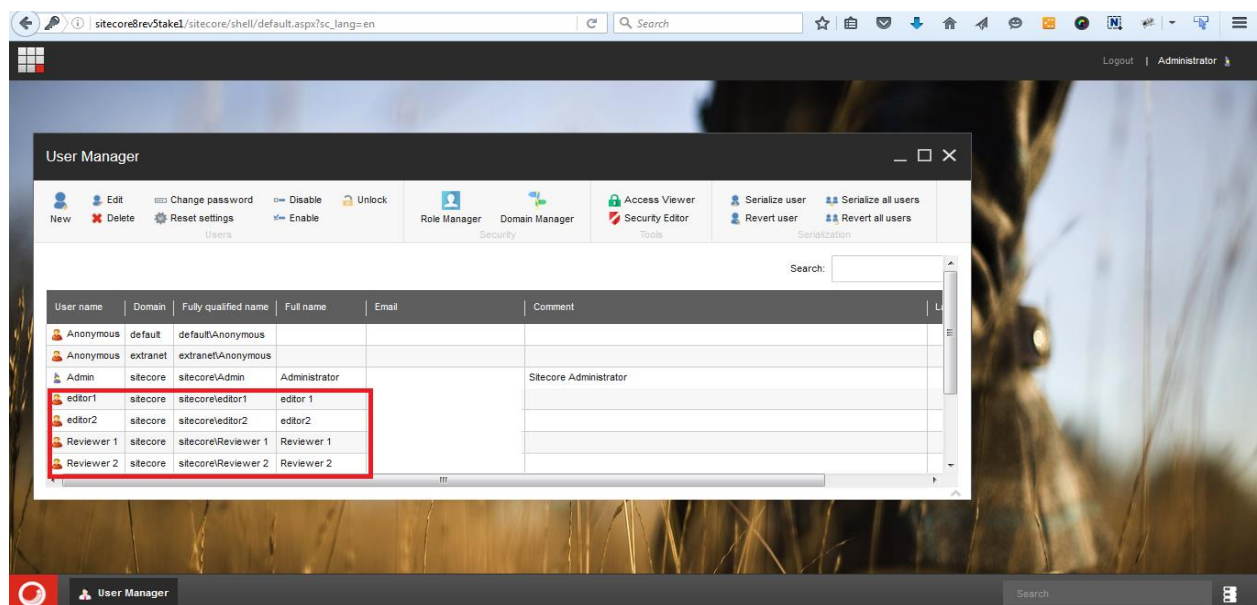 sitecore8rev5take1/sitecore/shell/default.aspx?sc_lang=en
Search
Logout | Administrator
User Manager
New
Edit
Delete
Change password
Reset settings
Disable
Enable
Unlock
Users
Role Manager
Domain Manager
Security
Access Viewer
Security Editor
Tools
Serialize user
Revert user
Serialize all users
Revert all users
Serialization
Search:
User name Domain Fully qualified name Full name Email Comment
Anonymous default default\Anonymous
Anonymous extranet extranet\Anonymous
Admin sitecore sitecore\Admin Administrator Sitecore Administrator
editor1 sitecore sitecore\editor1 editor 1
editor2 sitecore sitecore\editor2 editor2
Reviewer 1 sitecore sitecore\Reviewer 1 Reviewer 1
Reviewer 2 sitecore sitecore\Reviewer 2 Reviewer 2
User Manager
Search